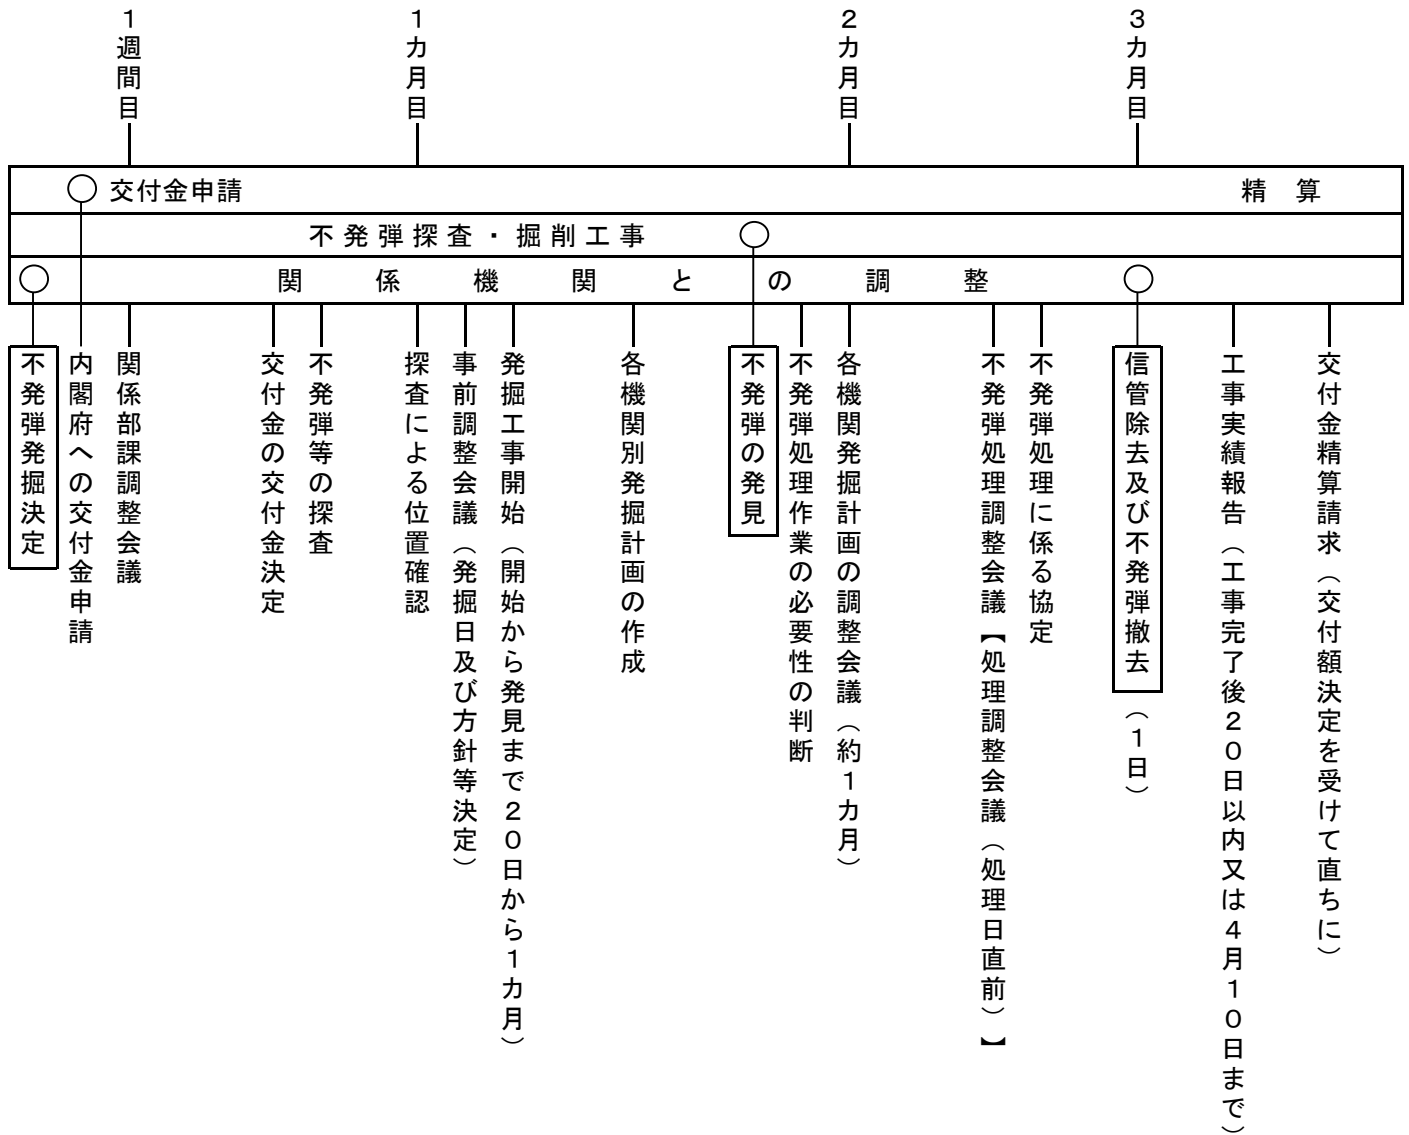 １週間目
１カ月目
２カ月目
３カ月目
交付金申請
精算
不発弾探査・掘削工事
関係機関との調整
不発弾発掘決定
内閣府への交付金申請
関係部課調整会議
交付金の交付金決定
不発弾等の探査
探査による位置確認
事前調整会議（発掘日及び方針等決定）
発掘工事開始（開始から発見まで２０日から１カ月）
各機関別発掘計画の作成
不発弾の発見
不発弾処理作業の必要性の判断
各機関発掘計画の調整会議（約１カ月）
不発弾処理調整会議【処理調整会議（処理日直前）】
不発弾処理に係る協定
信管除去及び不発弾撤去（１日）
工事実績報告（工事完了後２０日以内又は４月１０日まで）
交付金精算請求（交付額決定を受けて直ちに）